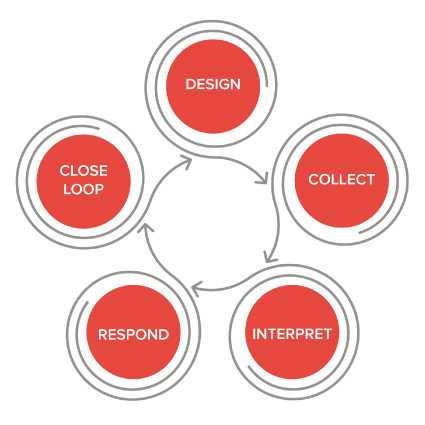 DESIGN
COLLECT
INTERPRET
RESPOND
CLOSE
LOOP